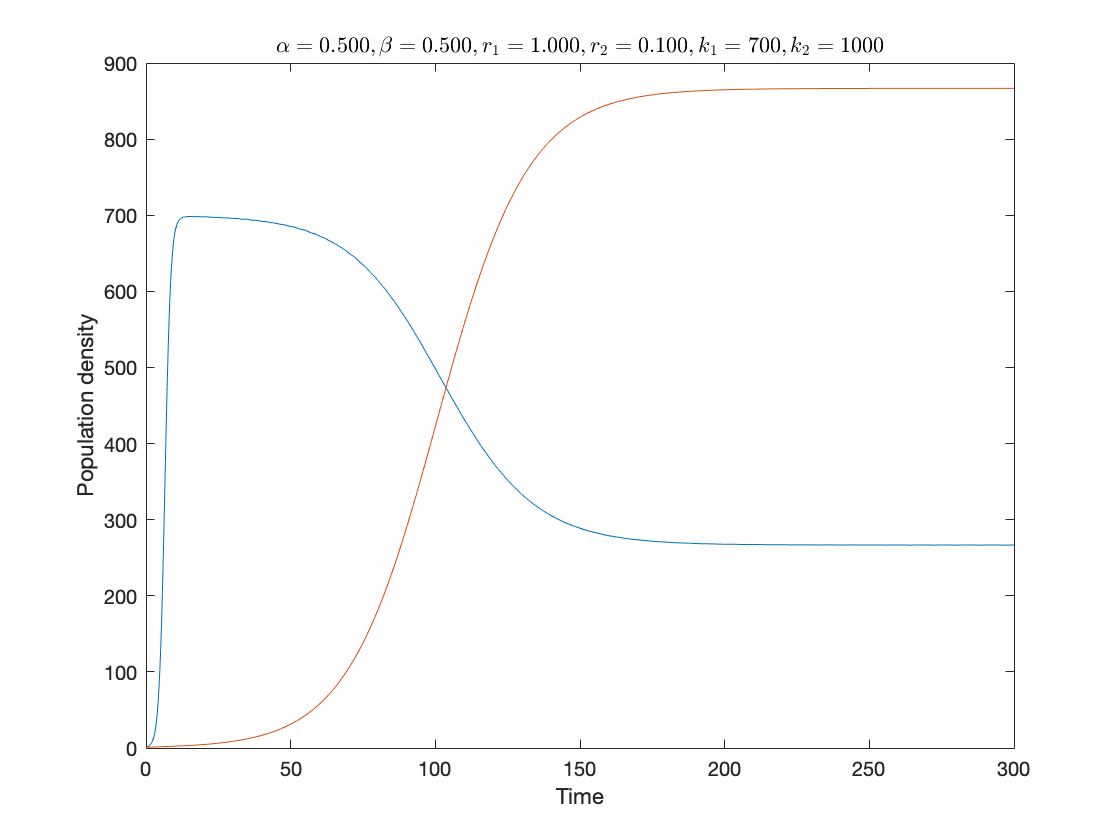 α = 0.500, β = 0.500, r₁ = 1.000, r₂ = 0.100, k₁ = 700, k₂ = 1000
900
800
700
600
500
400
300
200
100
0
Population density
0 50 100 150 200 250 300
Time